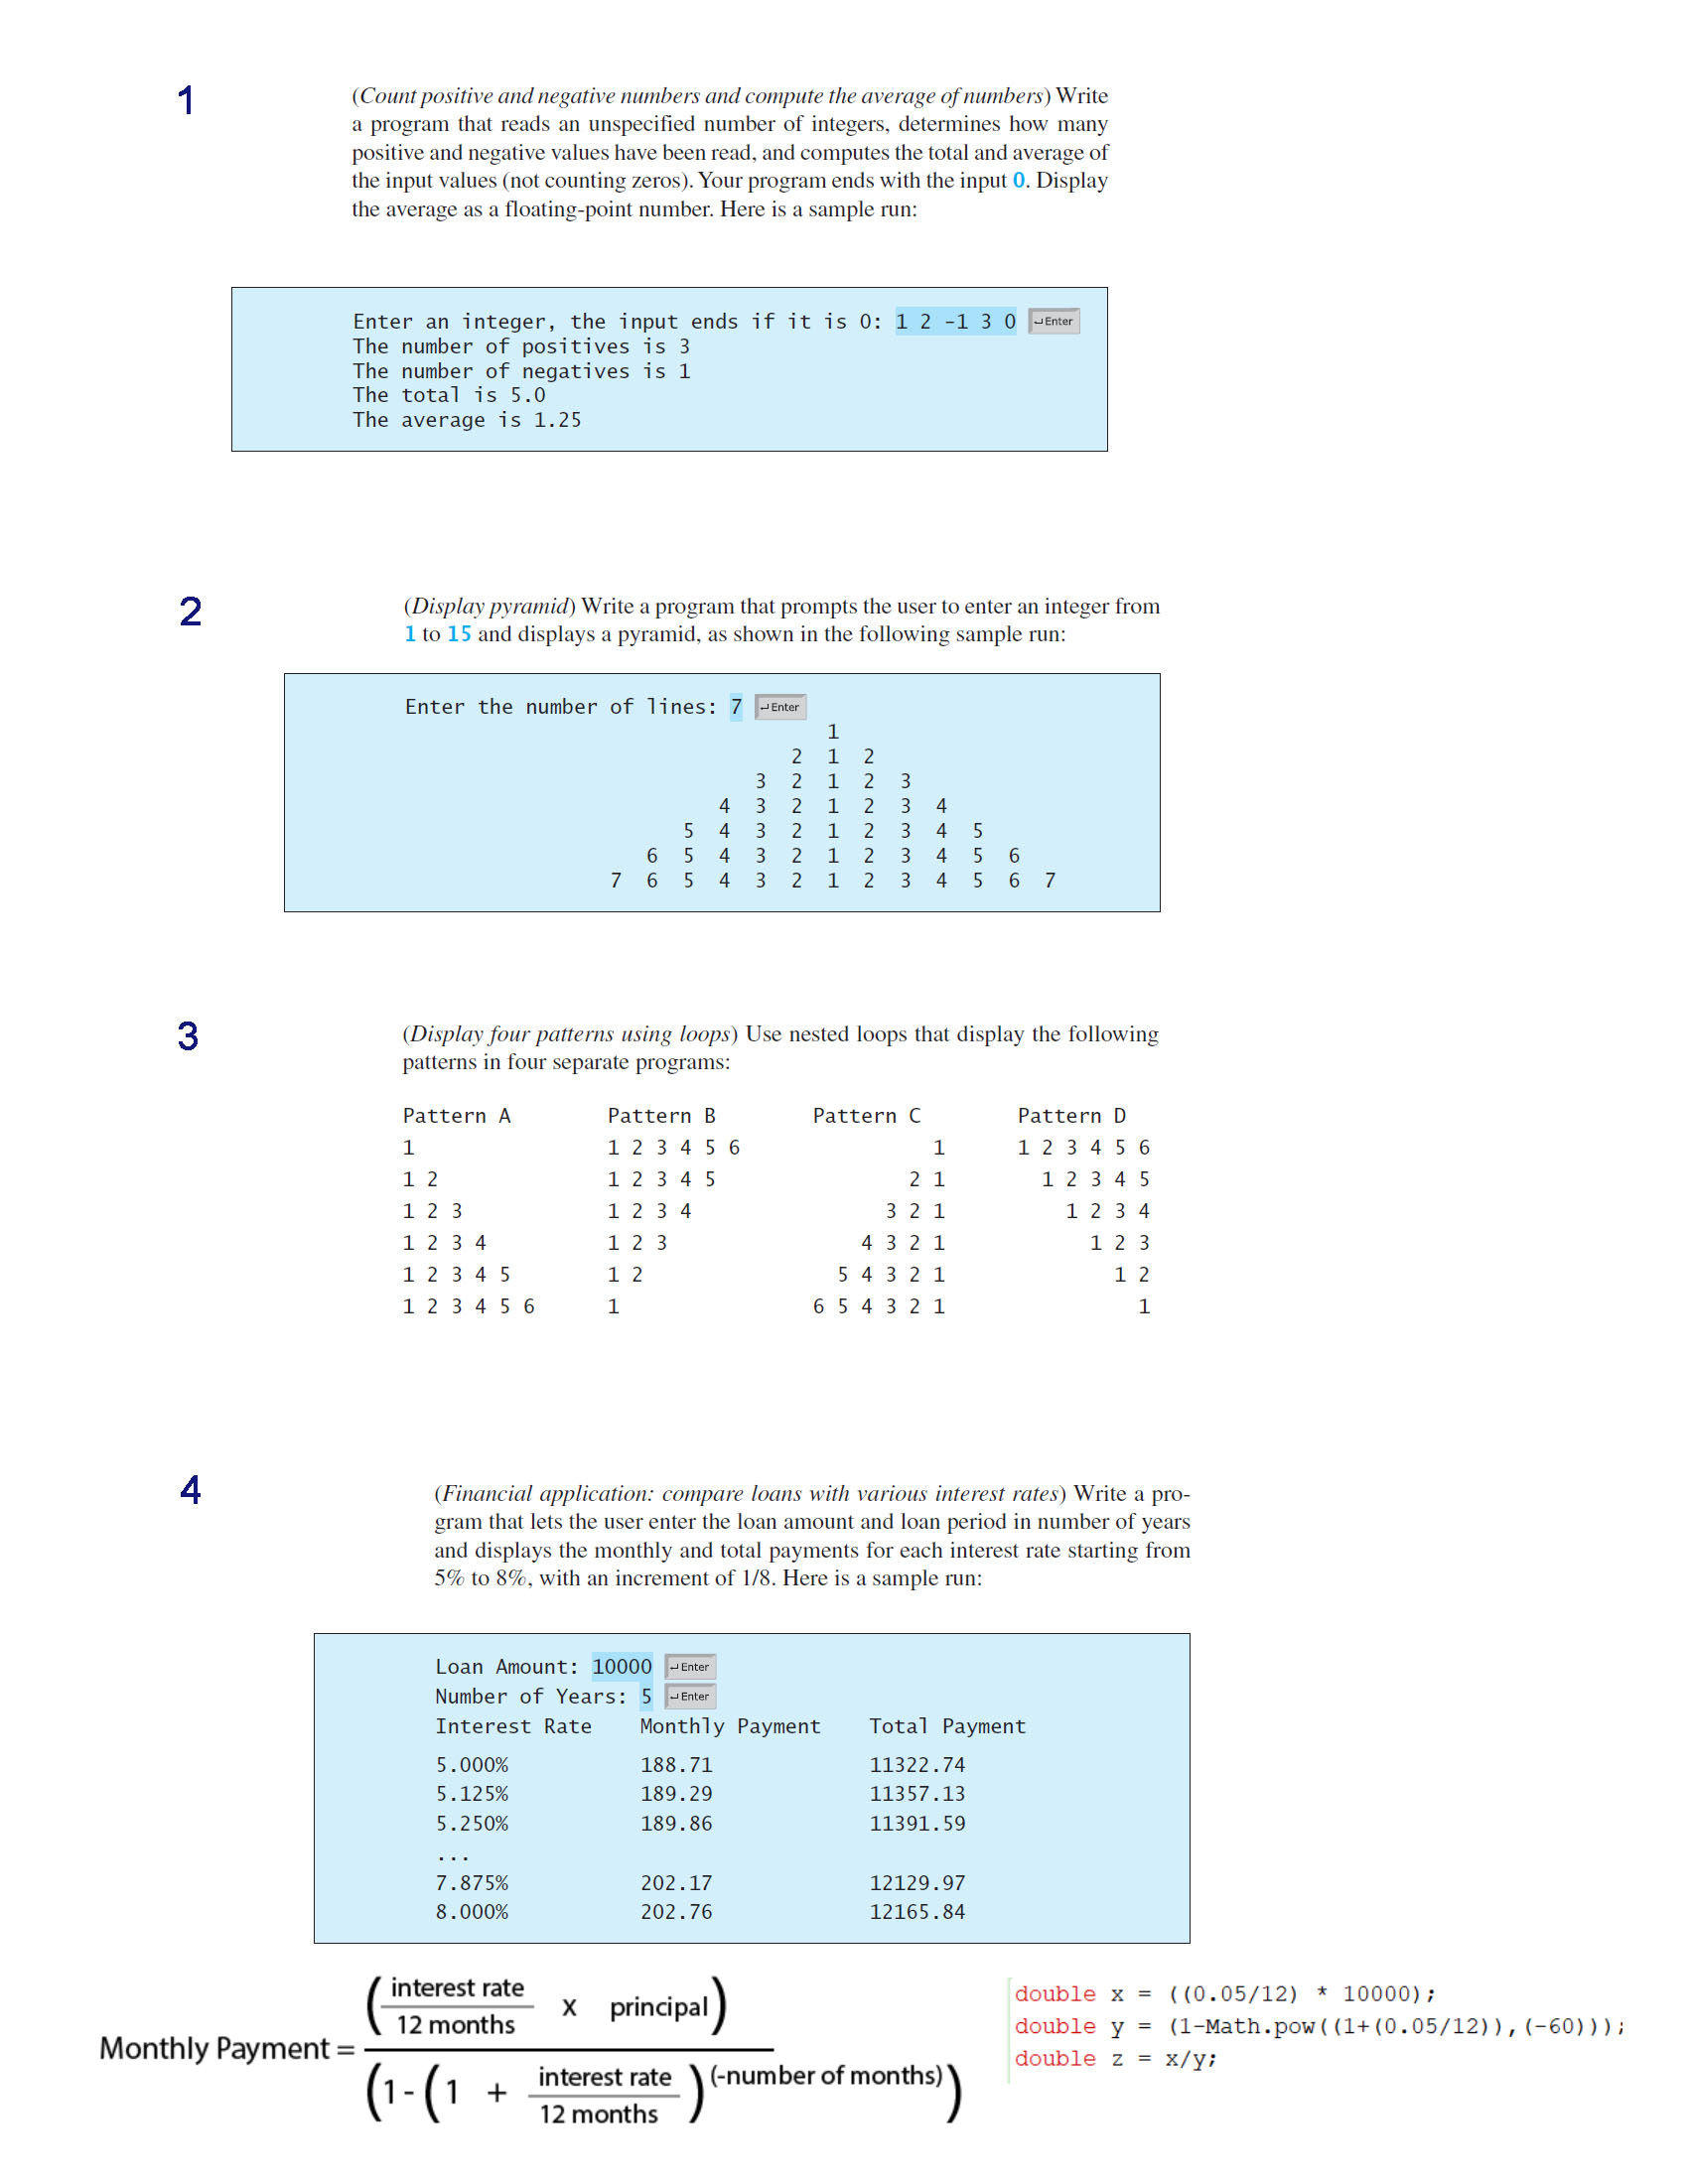 1
(Count positive and negative numbers and compute the average of numbers) Write
a program that reads an unspecified number of integers, determines how many
positive and negative values have been read, and computes the total and average of
the input values (not counting zeros). Your program ends with the input 0. Display
the average as a floating-point number. Here is a sample run:
Enter an integer, the input ends if it is 0: 1 2 -1 3 0 ↵Enter
The number of positives is 3
The number of negatives is 1
The total is 5.0
The average is 1.25
2
(Display pyramid) Write a program that prompts the user to enter an integer from
1 to 15 and displays a pyramid, as shown in the following sample run:
Enter the number of lines: 7 ↵Enter
1
2 1 2
3 2 1 2 3
4 3 2 1 2 3 4
5 4 3 2 1 2 3 4 5
6 5 4 3 2 1 2 3 4 5 6
7 6 5 4 3 2 1 2 3 4 5 6 7
3
(Display four patterns using loops) Use nested loops that display the following
patterns in four separate programs:
Pattern A Pattern B Pattern C Pattern D
1 1 2 3 4 5 6 1 1 2 3 4 5 6
1 2 1 2 3 4 5 2 1 1 2 3 4 5
1 2 3 1 2 3 4 3 2 1 1 2 3 4
1 2 3 4 1 2 3 4 3 2 1 1 2 3
1 2 3 4 5 1 2 5 4 3 2 1 1 2
1 2 3 4 5 6 1 6 5 4 3 2 1 1
4
(Financial application: compare loans with various interest rates) Write a pro-
gram that lets the user enter the loan amount and loan period in number of years
and displays the monthly and total payments for each interest rate starting from
5% to 8%, with an increment of 1/8. Here is a sample run:
Loan Amount: 10000 ↵Enter
Number of Years: 5 ↵Enter
Interest Rate Monthly Payment Total Payment
5.000% 188.71 11322.74
5.125% 189.29 11357.13
5.250% 189.86 11391.59
...
7.875% 202.17 12129.97
8.000% 202.76 12165.84
Monthly Payment =
(interest rate
12 months x principal)
(1-(1 + interest rate
12 months)(-number of months))
double x = ((0.05/12) * 10000);
double y = (1-Math.pow((1+(0.05/12)),(-60)));
double z = x/y;